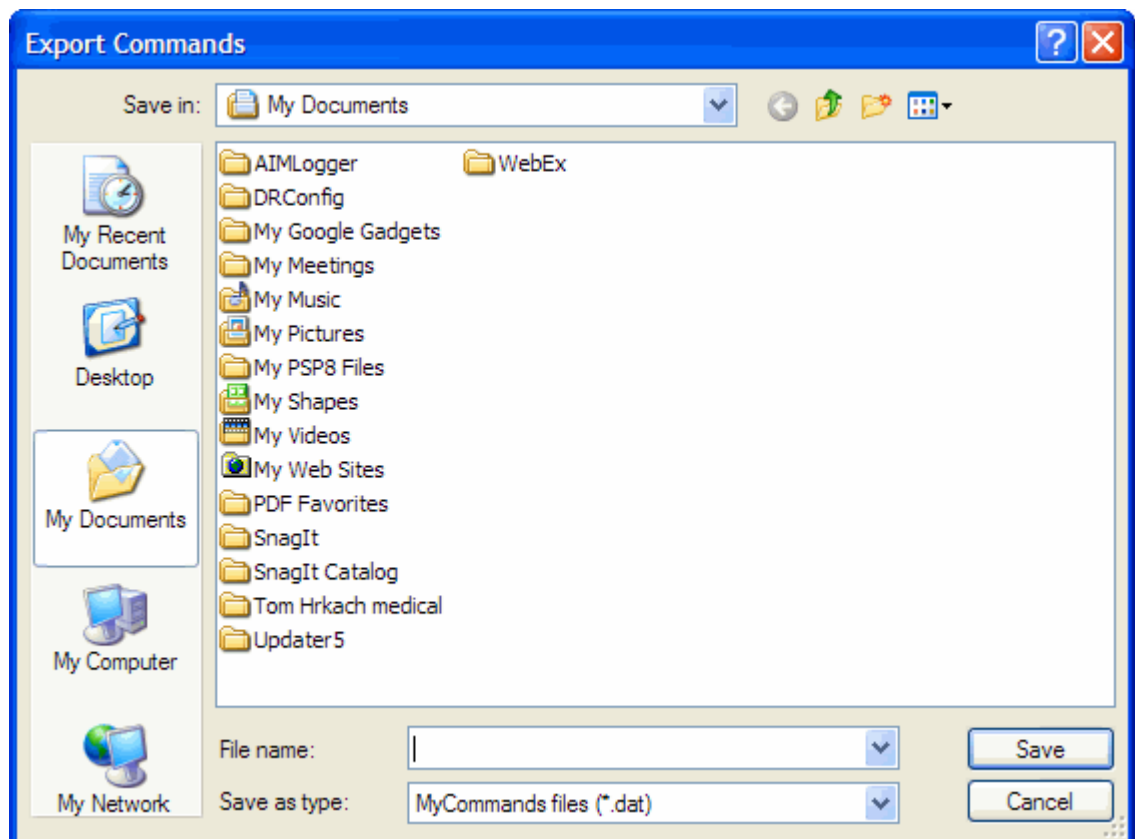 Export Commands
Save in: My Documents
My Recent
Documents
Desktop
My Documents
My Computer
My Network
AIMLogger
DRConfig
My Google Gadgets
My Meetings
My Music
My Pictures
My PSP8 Files
My Shapes
My Videos
My Web Sites
PDF Favorites
SnagIt
SnagIt Catalog
Tom Hrkach medical
Updater5
WebEx
File name:
Save
Save as type: MyCommands files (*.dat)
Cancel